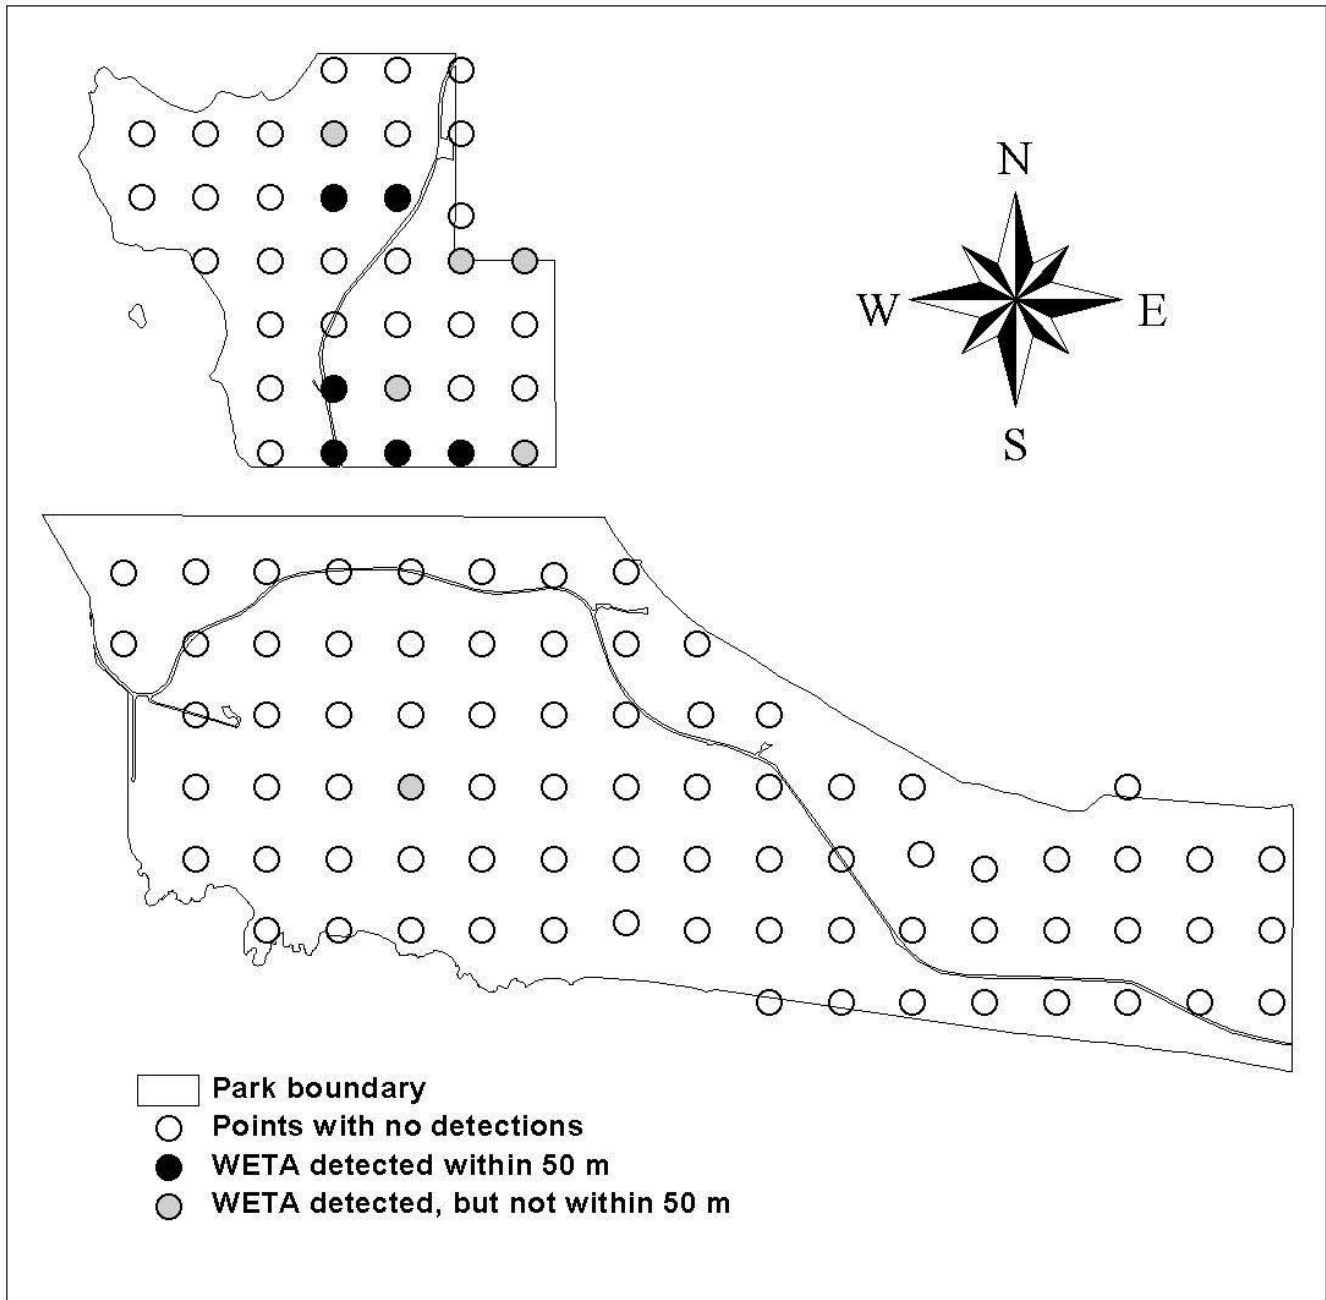 N
W
E
S
Park boundary
Points with no detections
WETA detected within 50 m
WETA detected, but not within 50 m